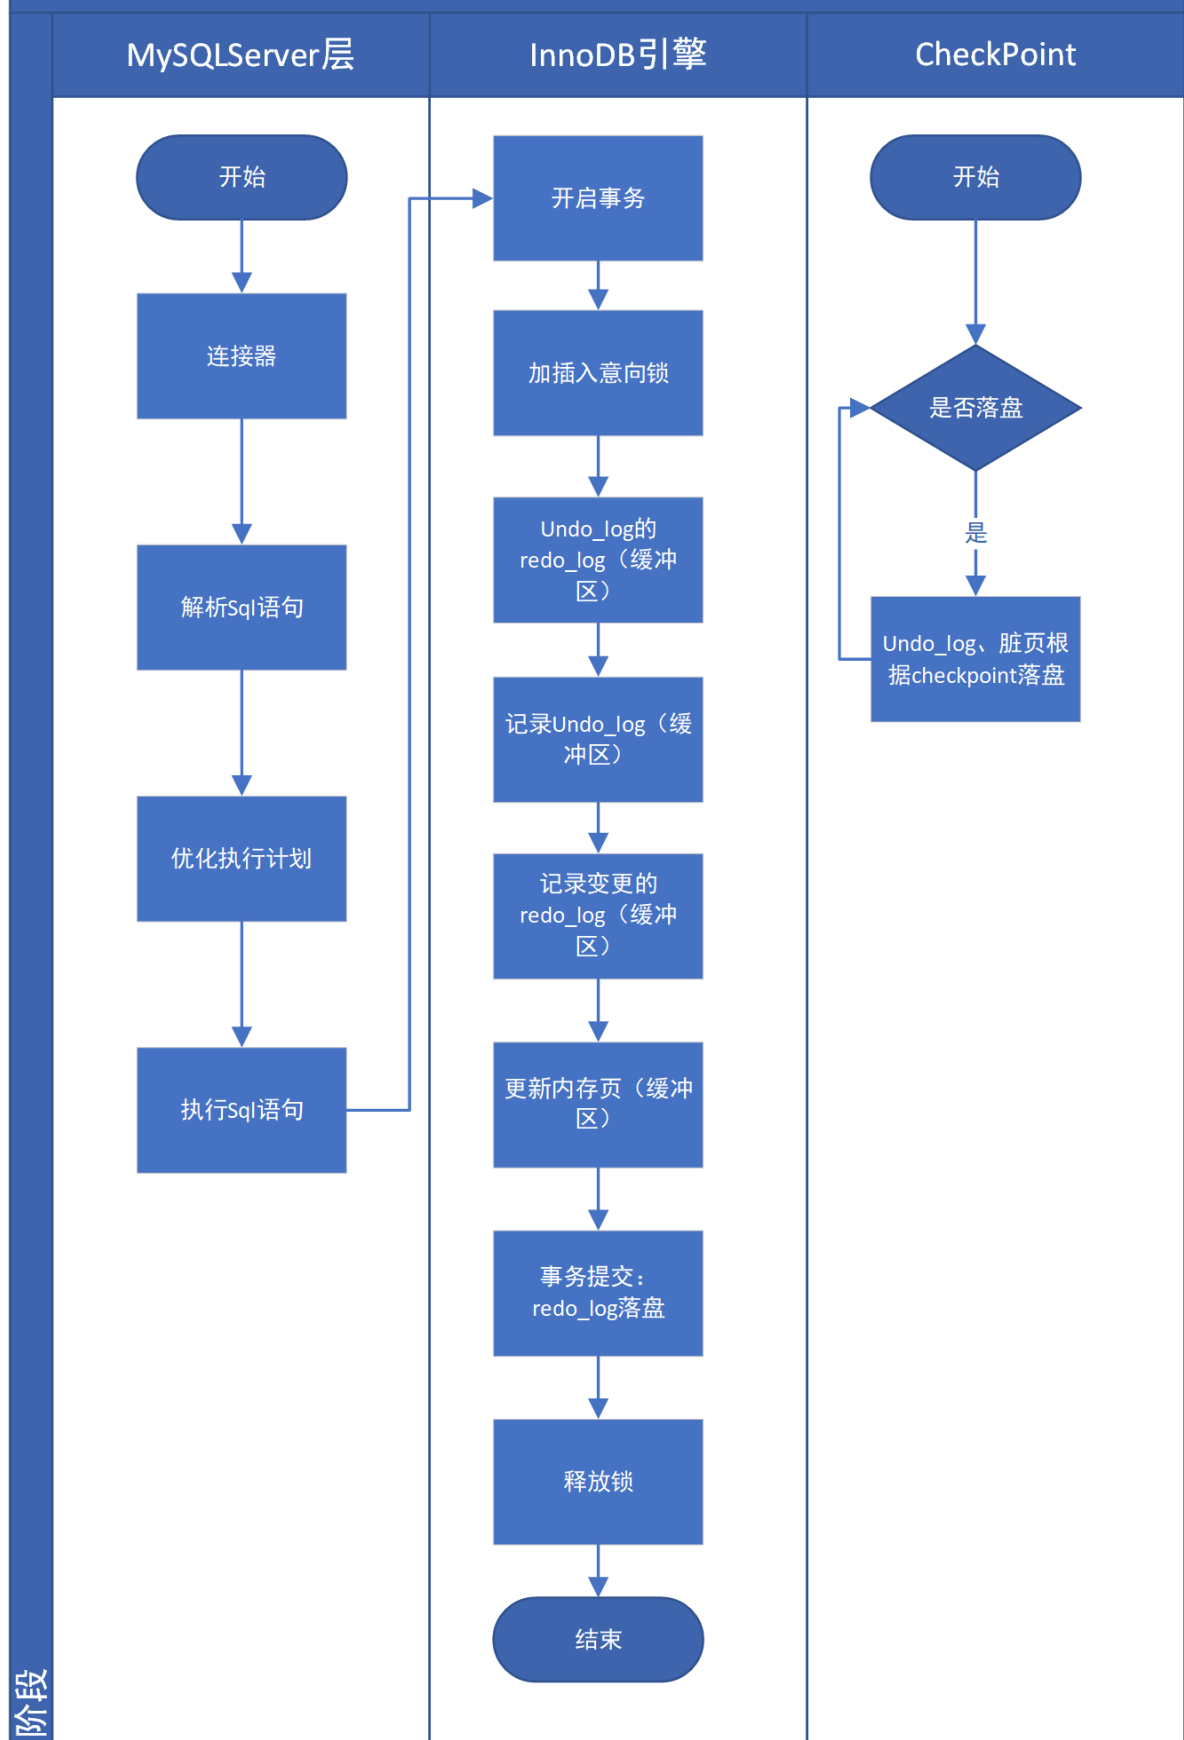 MySQLServer层
InnoDB引擎
CheckPoint
开始
连接器
解析Sql语句
优化执行计划
执行Sql语句
开启事务
加插入意向锁
Undo_log的
redo_log（缓冲
区）
记录Undo_log（缓
冲区）
记录变更的
redo_log（缓冲
区）
更新内存页（缓冲
区）
事务提交：
redo_log落盘
释放锁
结束
开始
是否落盘
是
Undo_log、脏页根
据checkpoint落盘
阶段